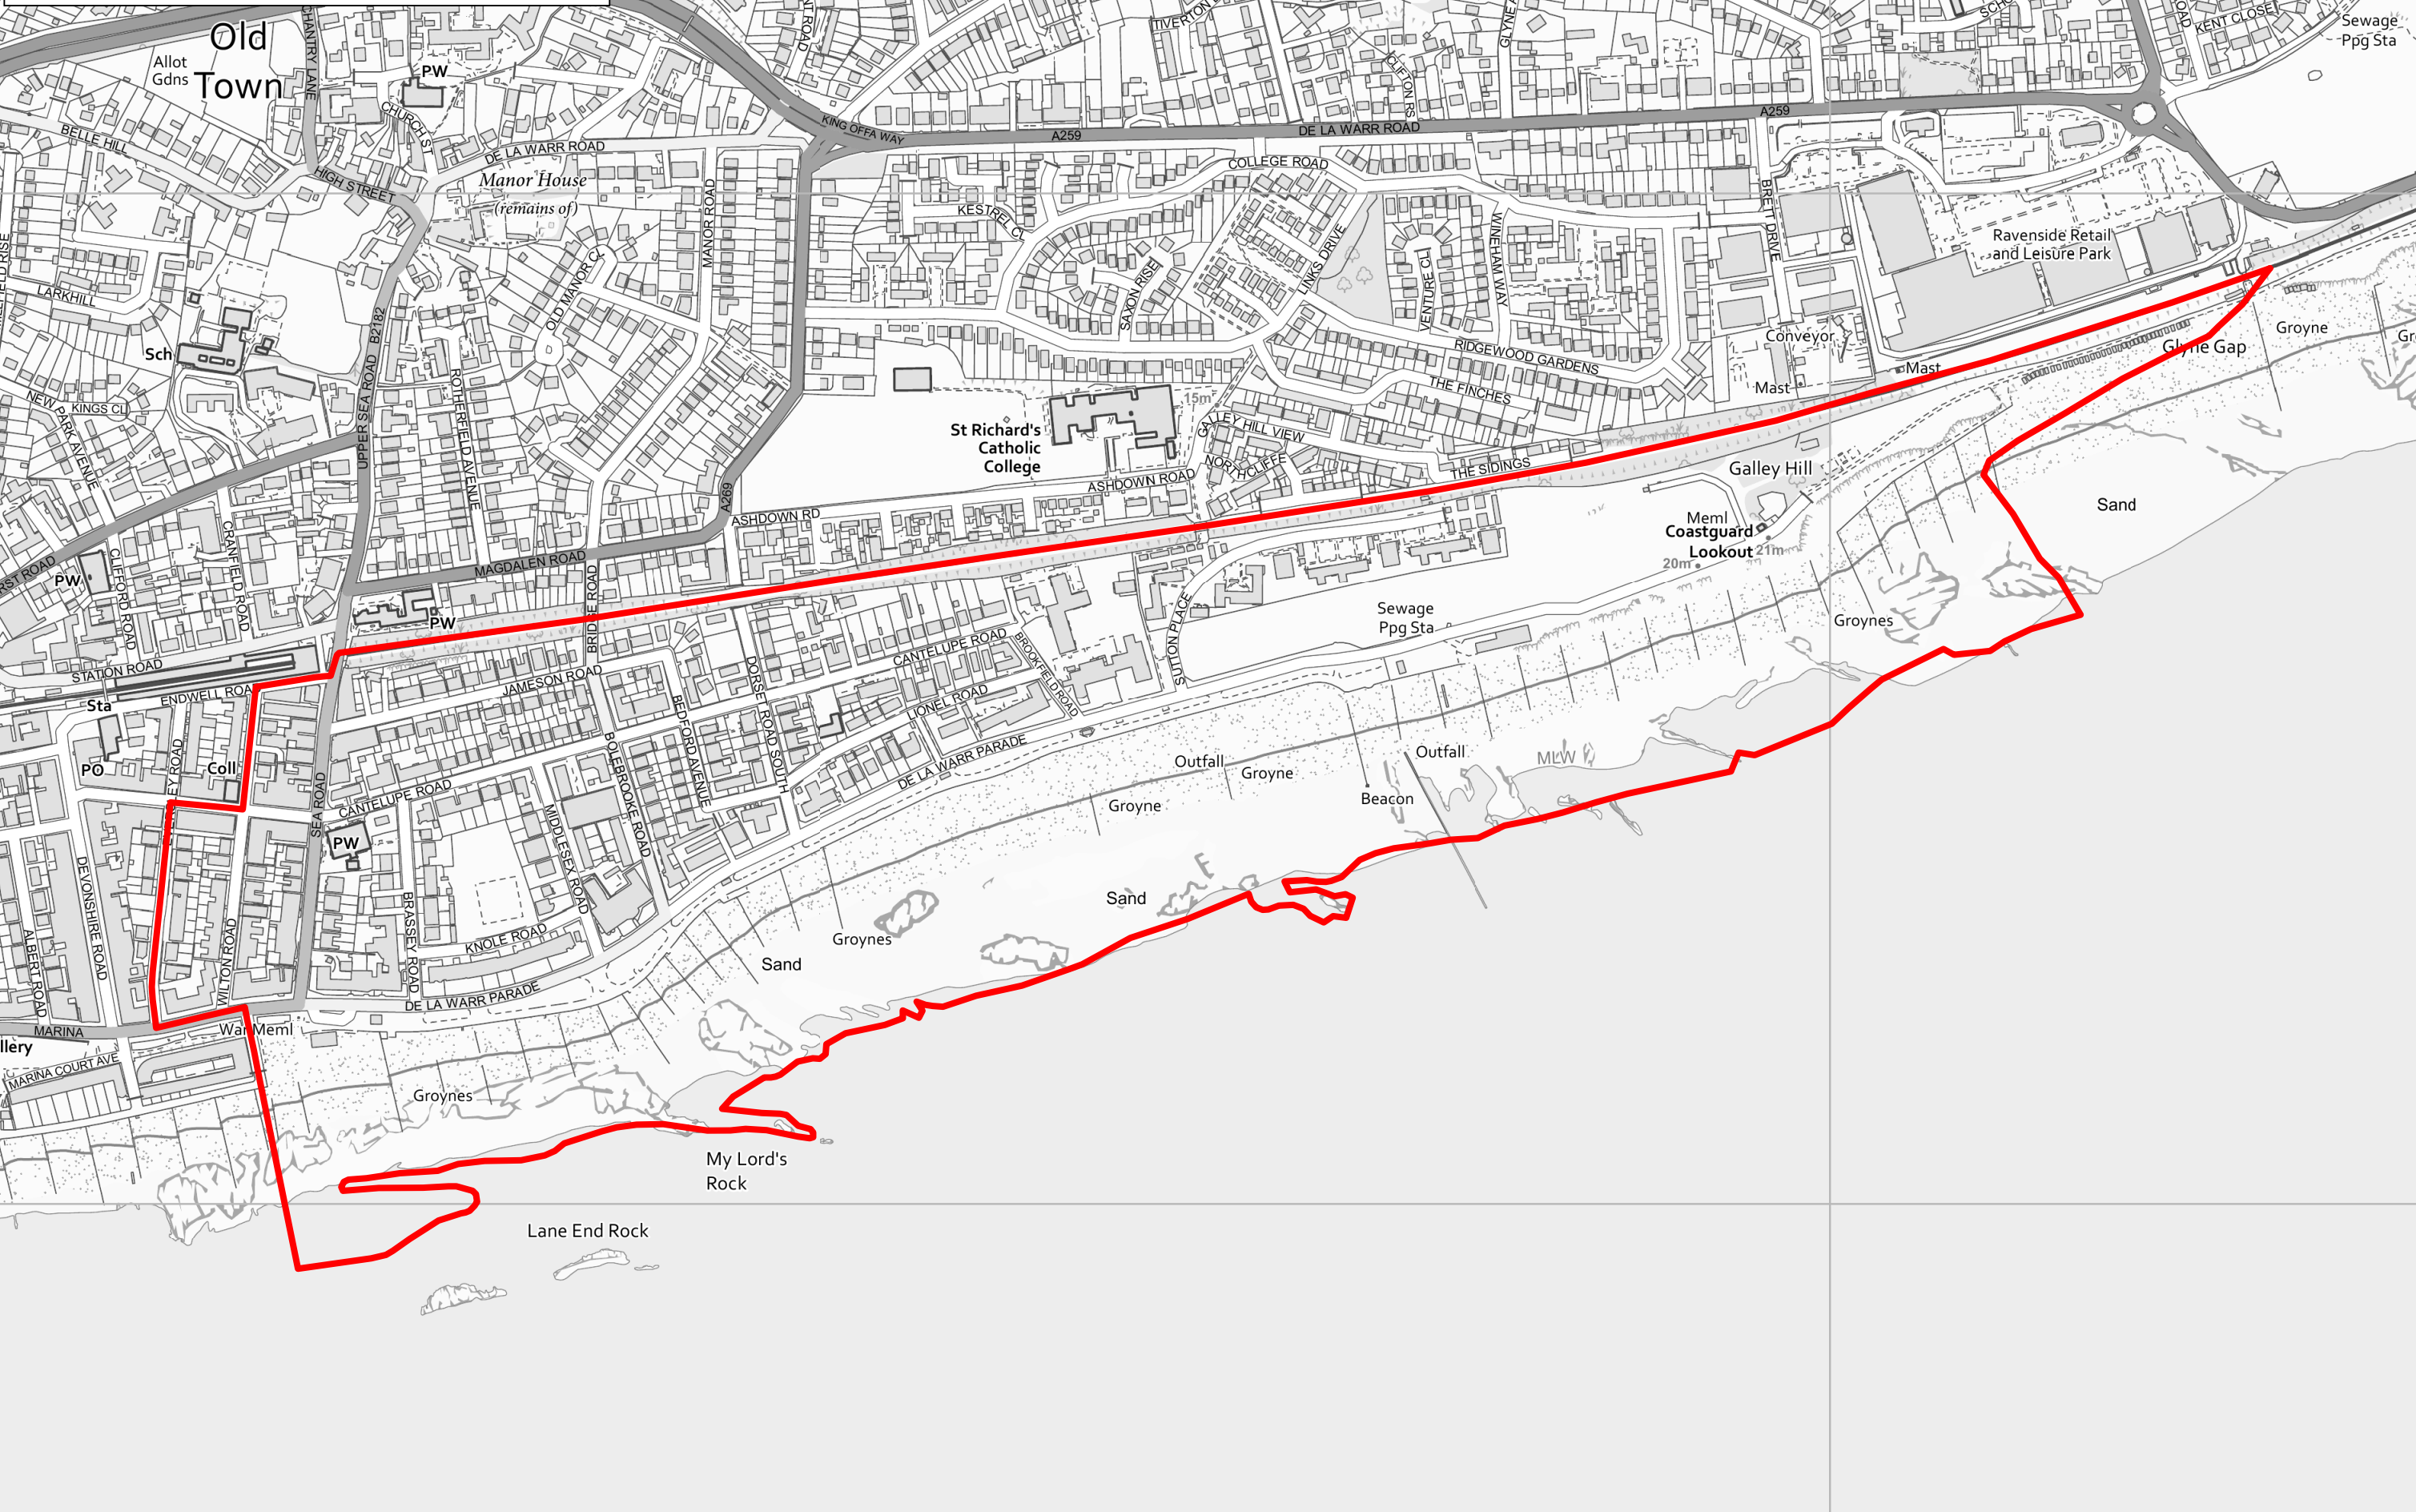 Old
Town
Allot
Gdns
CHANTRY LANE
PW
CHURCH ST
BELLE HILL
HIGH STREET
DE LA WARR ROAD
Manor House
(remains of)
MANOR ROAD
KING OFFA WAY
A259
DE LA WARR ROAD
A259
CLIFTON RS
KENT CLOSE
Sewage
Ppg Sta
COLLEGE ROAD
KESTREL CL
SAXON RISE
LINKS DRIVE
VENTURE CL
WINEHAM WAY
BRETT DRIVE
Ravenside Retail
and Leisure Park
Conveyor
Mast
Mast
Glyne Gap
Groyne
LARKHILL
Sch
KINGS CL
NEW PARK AVENUE
UPPER SEA ROAD
B2182
ROTHERFIELD AVENUE
OLD MANOR CL
RIDGEWOOD GARDENS
THE FINCHES
15m
St Richard's
Catholic
College
GALLEY HILL VIEW
NORTHCLIFFE
THE SIDINGS
ASHDOWN ROAD
ASHDOWN RD
A269
Galley Hill
Meml
Coastguard
Lookout
21m
20m
Sand
Groynes
PW
CLIFFORD ROAD
CRANFIELD ROAD
MAGDALEN ROAD
PW
BRIDGE ROAD
STATION ROAD
ENDWELL ROAD
Sta
JAMESON ROAD
CANTELUPE ROAD
BROOKFIELD ROAD
SUTTON PLACE
Sewage
Ppg Sta
LIONEL ROAD
DORSET ROAD SOUTH
BEDFORD AVENUE
BOLEBROOKE ROAD
DE LA WARR PARADE
PO
Coll
SEA ROAD
CANTELUPE ROAD
PW
MIDDLESEX ROAD
BRASSEY ROAD
KNOLE ROAD
DEVONSHIRE ROAD
ALBERT ROAD
WILTON ROAD
DE LA WARR PARADE
MARINA
War Meml
MARINA COURT AVE
Groynes
Sand
Groynes
Sand
Groyne
Outfall
Groyne
Beacon
Outfall
MLW
My Lord's
Rock
Lane End Rock